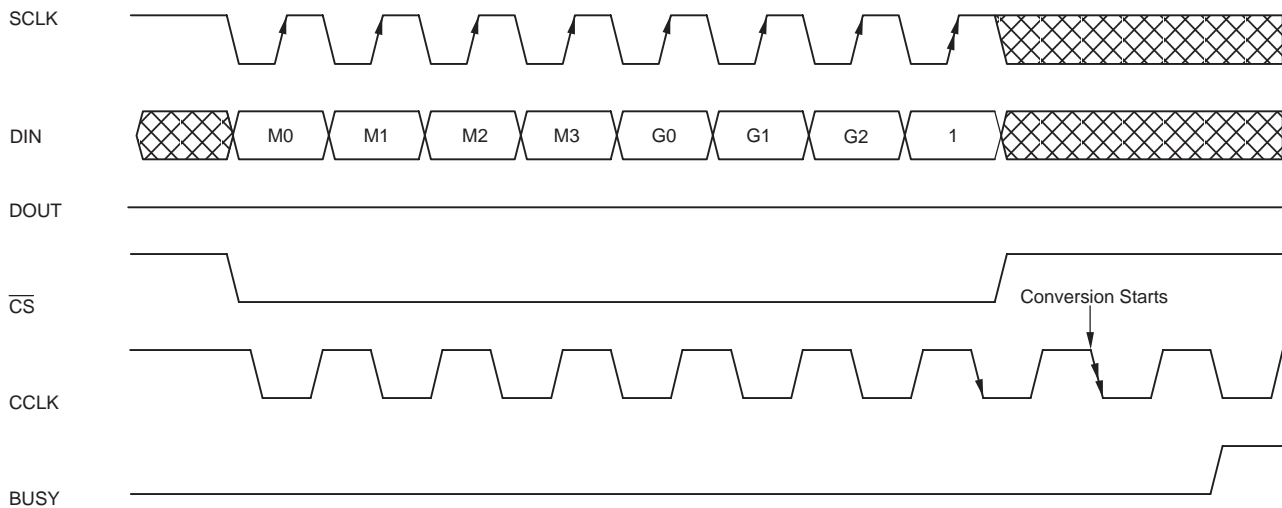 SCLK
DIN
M0 M1 M2 M3 G0 G1 G2 1
DOUT
CS
Conversion Starts
CCLK
BUSY